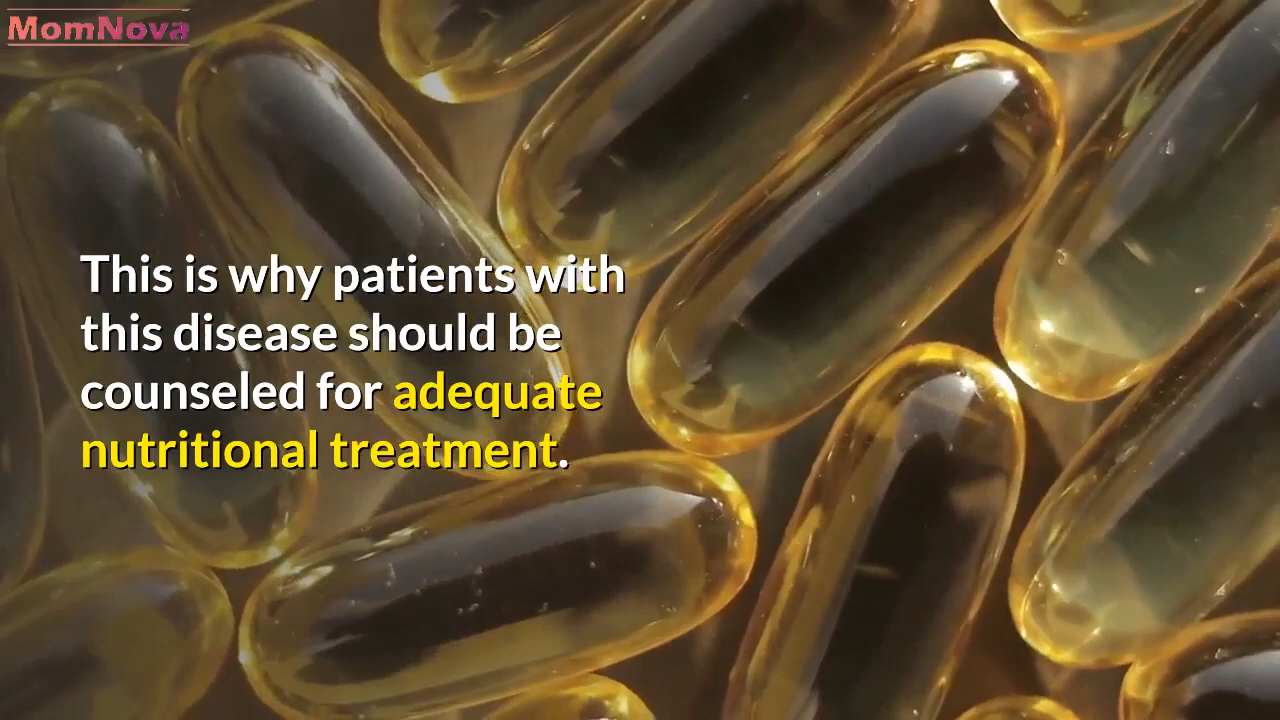 MomNova
This is why patients with
this disease should be
counseled for adequate
nutritional treatment.